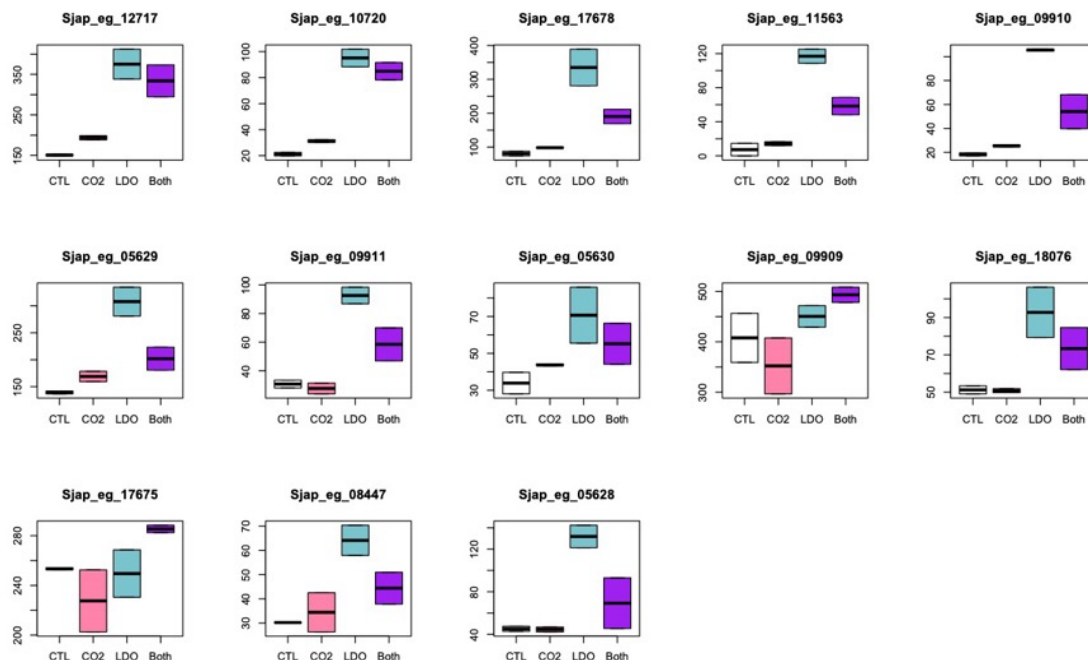 Sjap_eg_12717 Sjap_eg_10720 Sjap_eg_17678 Sjap_eg_11563 Sjap_eg_09910
150 250 350
20 40 60 80 100
100 200 300 400
0 40 80 120
20 40 60 80
CTL CO2 LDO Both CTL CO2 LDO Both CTL CO2 LDO Both CTL CO2 LDO Both CTL CO2 LDO Both
Sjap_eg_05629 Sjap_eg_09911 Sjap_eg_05630 Sjap_eg_09909 Sjap_eg_18076
150 250
40 60 80 100
30 50 70
300 400 500
50 70 90
CTL CO2 LDO Both CTL CO2 LDO Both CTL CO2 LDO Both CTL CO2 LDO Both CTL CO2 LDO Both
Sjap_eg_17675 Sjap_eg_08447 Sjap_eg_05628
200 240 280
30 40 50 60 70
40 80 120
CTL CO2 LDO Both CTL CO2 LDO Both CTL CO2 LDO Both